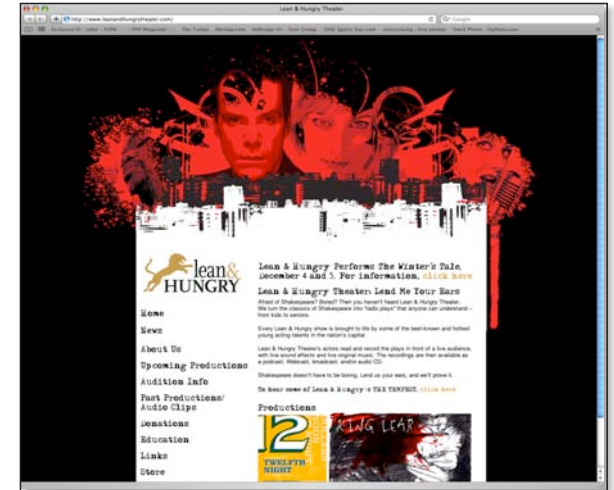 Lean & Hungry Theater
http://www.leanandhungrytheater.com/
Google
lean&
HUNGRY
Home
News
About Us
Upcoming Productions
Audition Info
Past Productions/
Audio Clips
Donations
Education
Links
Store
Lean & Hungry Performs The Winter's Tale,
December 4 and 5. For information, click here
Lean & Hungry Theater: Lend Me Your Ears
Afraid of Shakespeare? Bored? Then you haven't heard Lean & Hungry Theater.
We turn the classics of Shakespeare into "radio plays" that anyone can understand –
from kids to seniors.
Every Lean & Hungry show is brought to life by some of the best-known and hottest
young acting talents in the nation's capital.
Lean & Hungry Theater's actors read and record the plays in front of a live audience,
with live sound effects and live original music. The recordings are then available as
a podcast, Webcast, broadcast, and/in audio CD.
Shakespeare doesn't have to be boring. Lend us your ears, and we'll prove it.
To hear some of Lean & Hungry's THE TEMPEST, click here
Productions
12
TWELFTH
NIGHT
KING LEAR